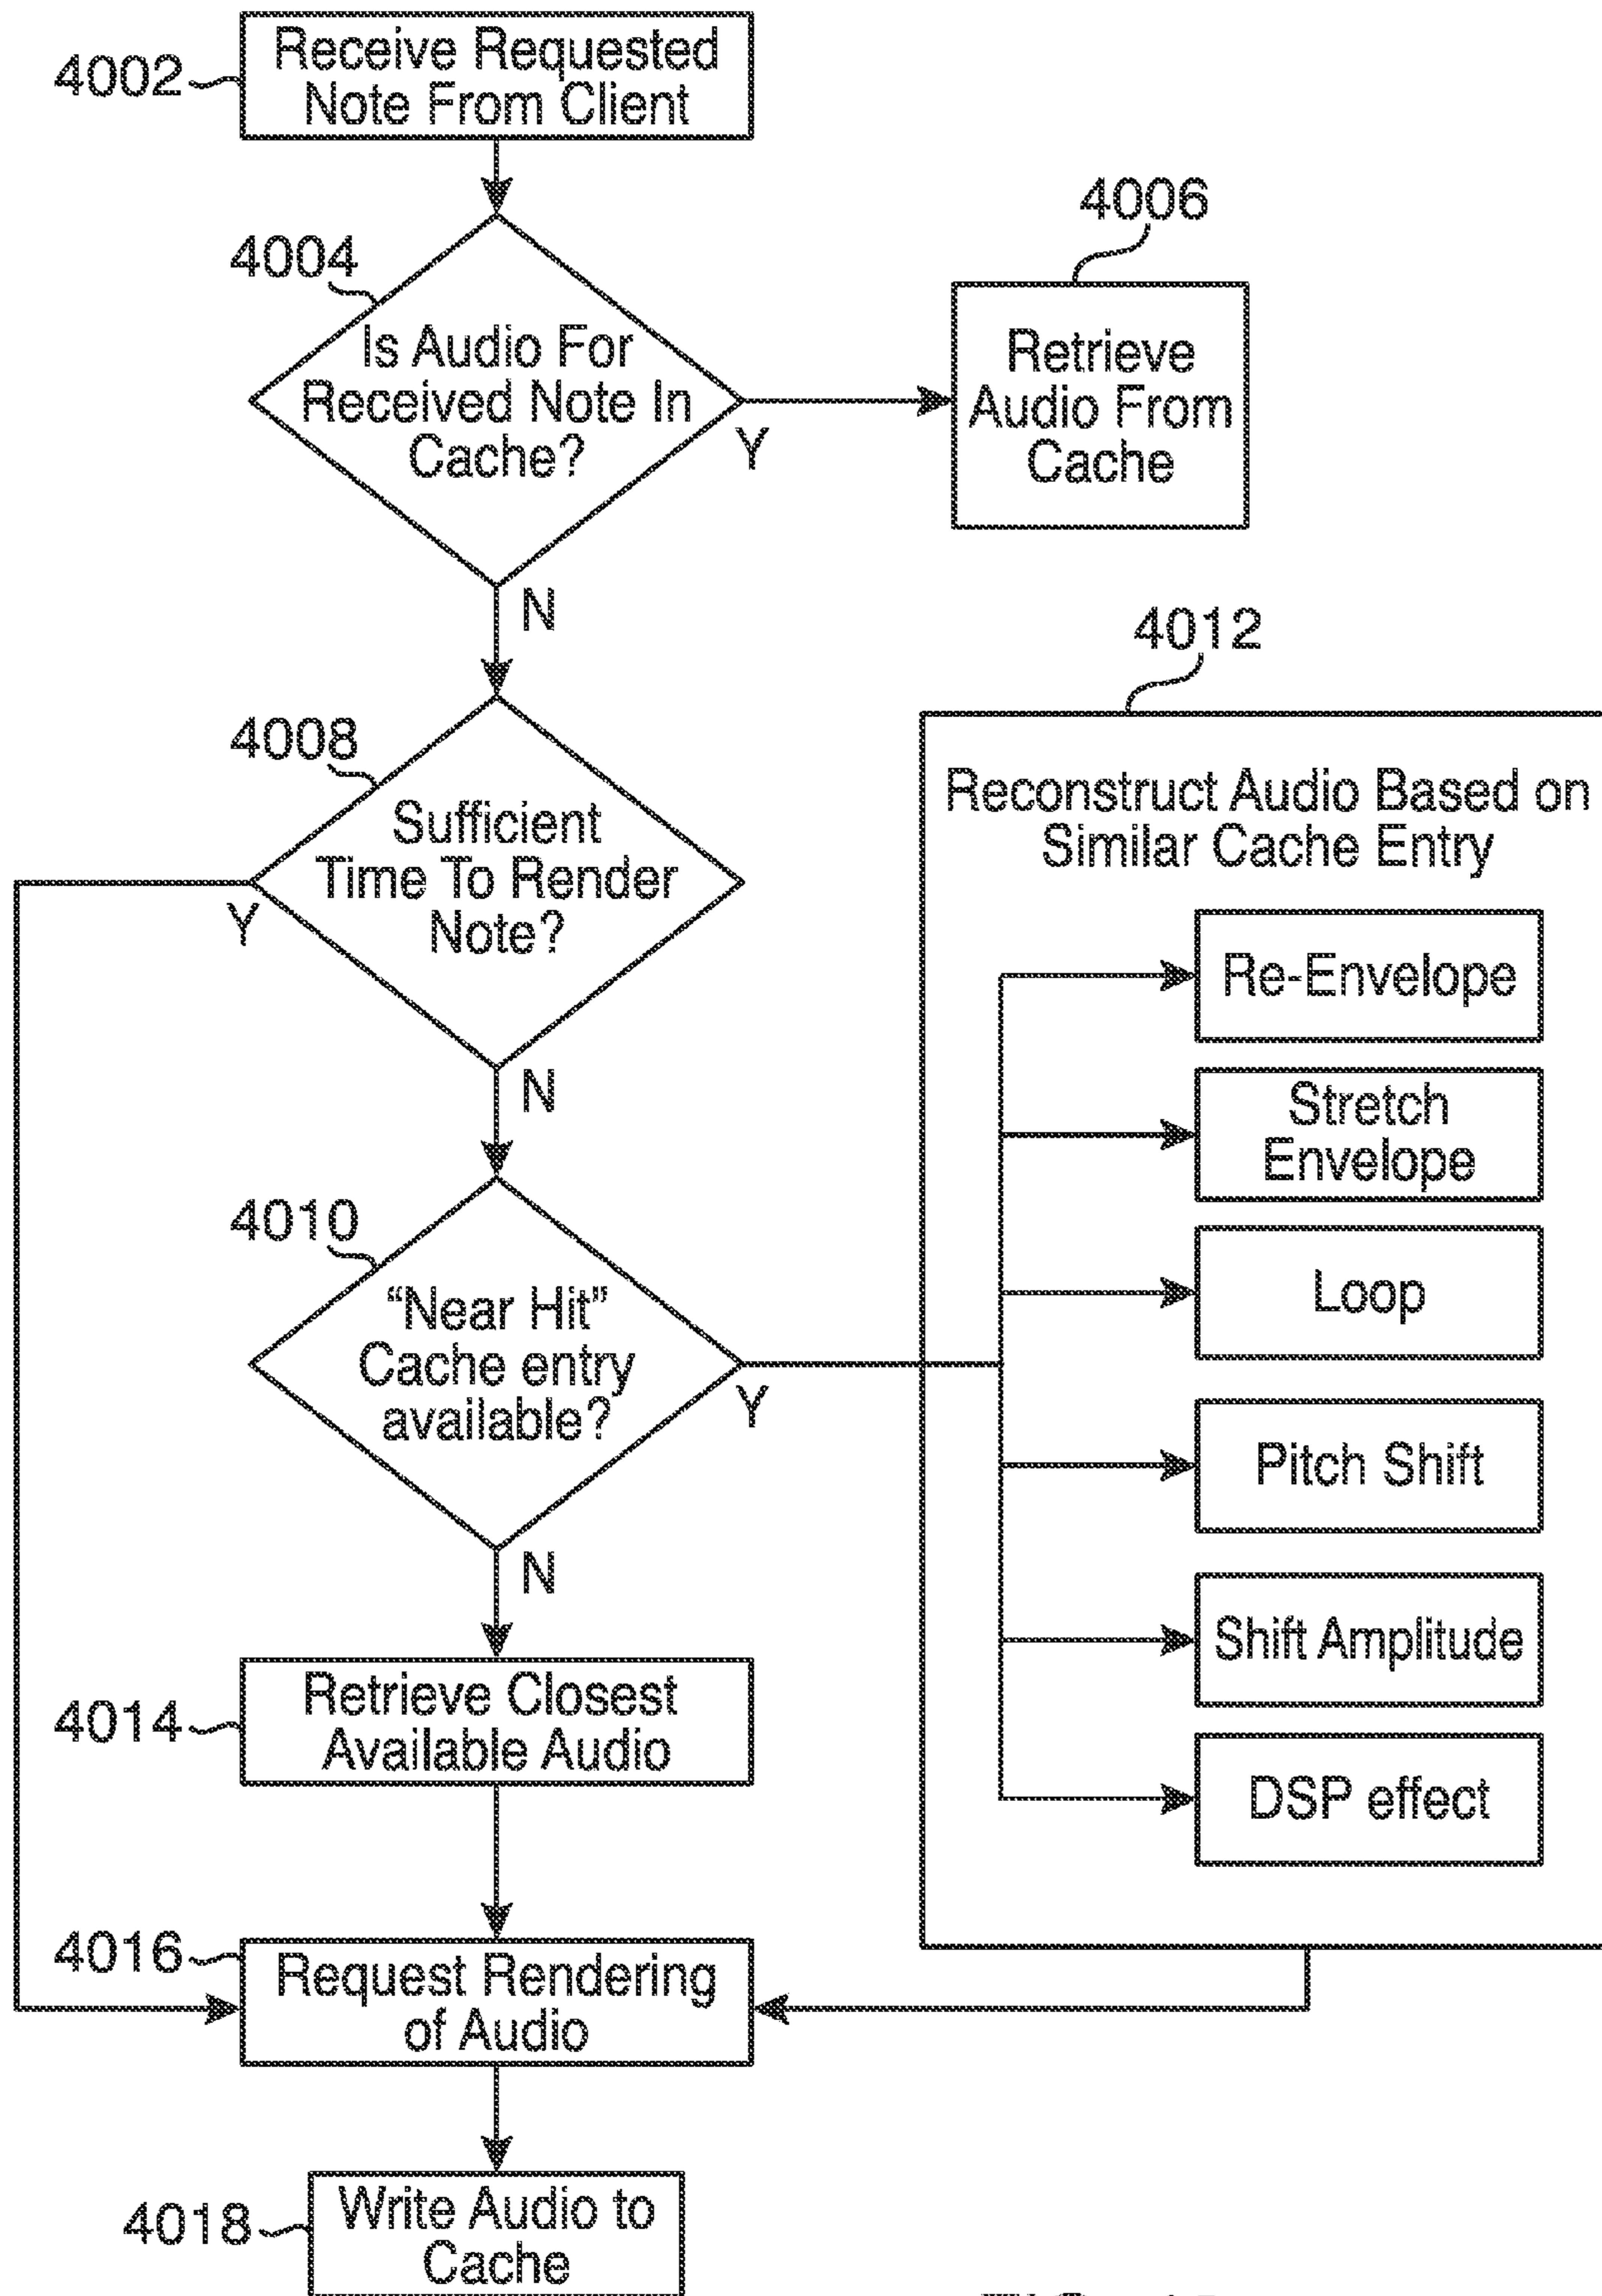 4002
Receive Requested
Note From Client
4004
Is Audio For
Received Note In
Cache?
Y
N
4006
Retrieve
Audio From
Cache
4008
Sufficient
Time To Render
Note?
Y
N
4010
“Near Hit”
Cache entry
available?
Y
N
4012
Reconstruct Audio Based on
Similar Cache Entry
Re-Envelope
Stretch
Envelope
Loop
Pitch Shift
Shift Amplitude
DSP effect
4014
Retrieve Closest
Available Audio
4016
Request Rendering
of Audio
4018
Write Audio to
Cache